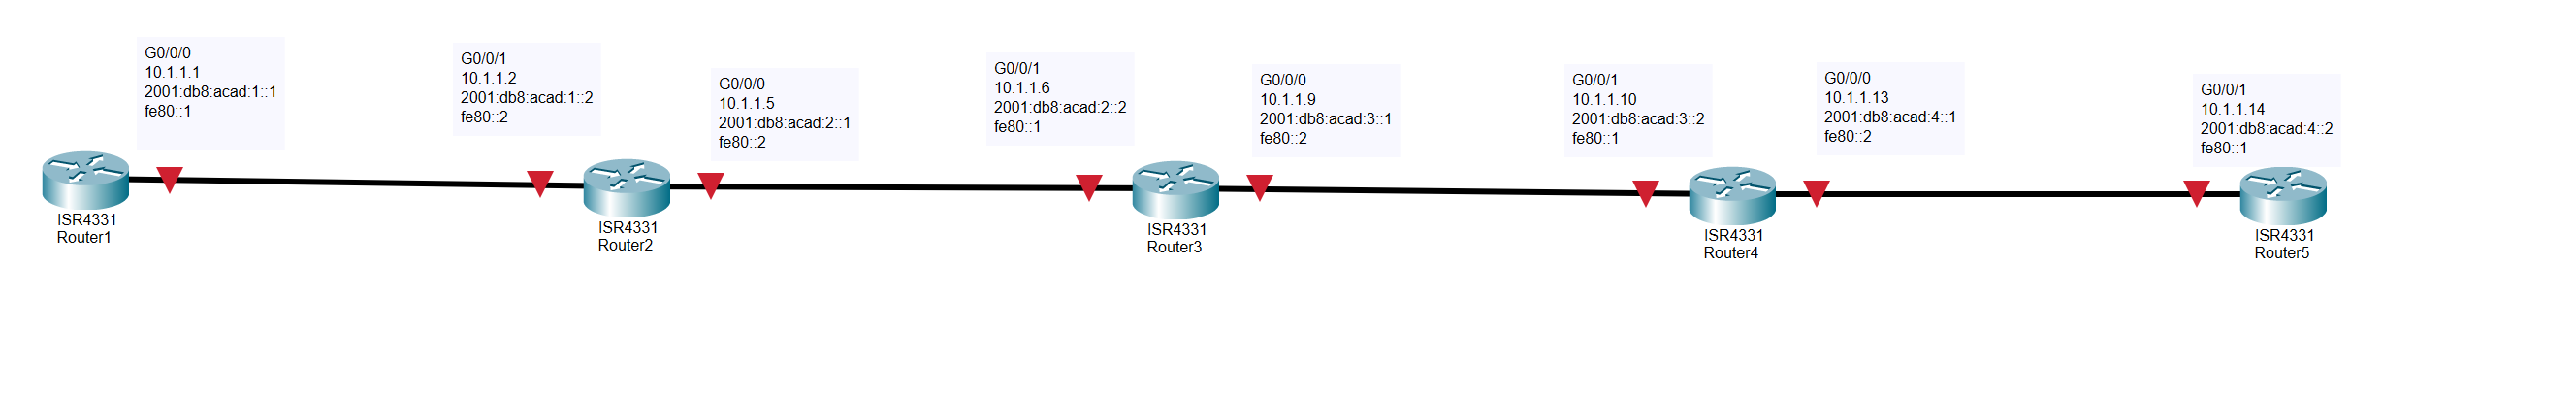 G0/0/0
10.1.1.1
2001:db8:acad:1::1
fe80::1
G0/0/1
10.1.1.2
2001:db8:acad:1::2
fe80::2
G0/0/0
10.1.1.5
2001:db8:acad:2::1
fe80::2
G0/0/1
10.1.1.6
2001:db8:acad:2::2
fe80::1
G0/0/0
10.1.1.9
2001:db8:acad:3::1
fe80::2
G0/0/1
10.1.1.10
2001:db8:acad:3::2
fe80::1
G0/0/0
10.1.1.13
2001:db8:acad:4::1
fe80::2
G0/0/1
10.1.1.14
2001:db8:acad:4::2
fe80::1
ISR4331
Router1
ISR4331
Router2
ISR4331
Router3
ISR4331
Router4
ISR4331
Router5